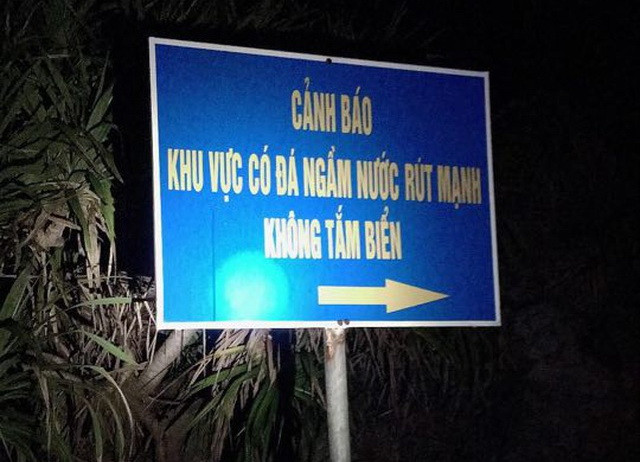 CẢNH BÁO
KHU VỰC CÓ ĐÁ NGẦM NƯỚC RÚT MẠNH
KHÔNG TẮM BIỂN